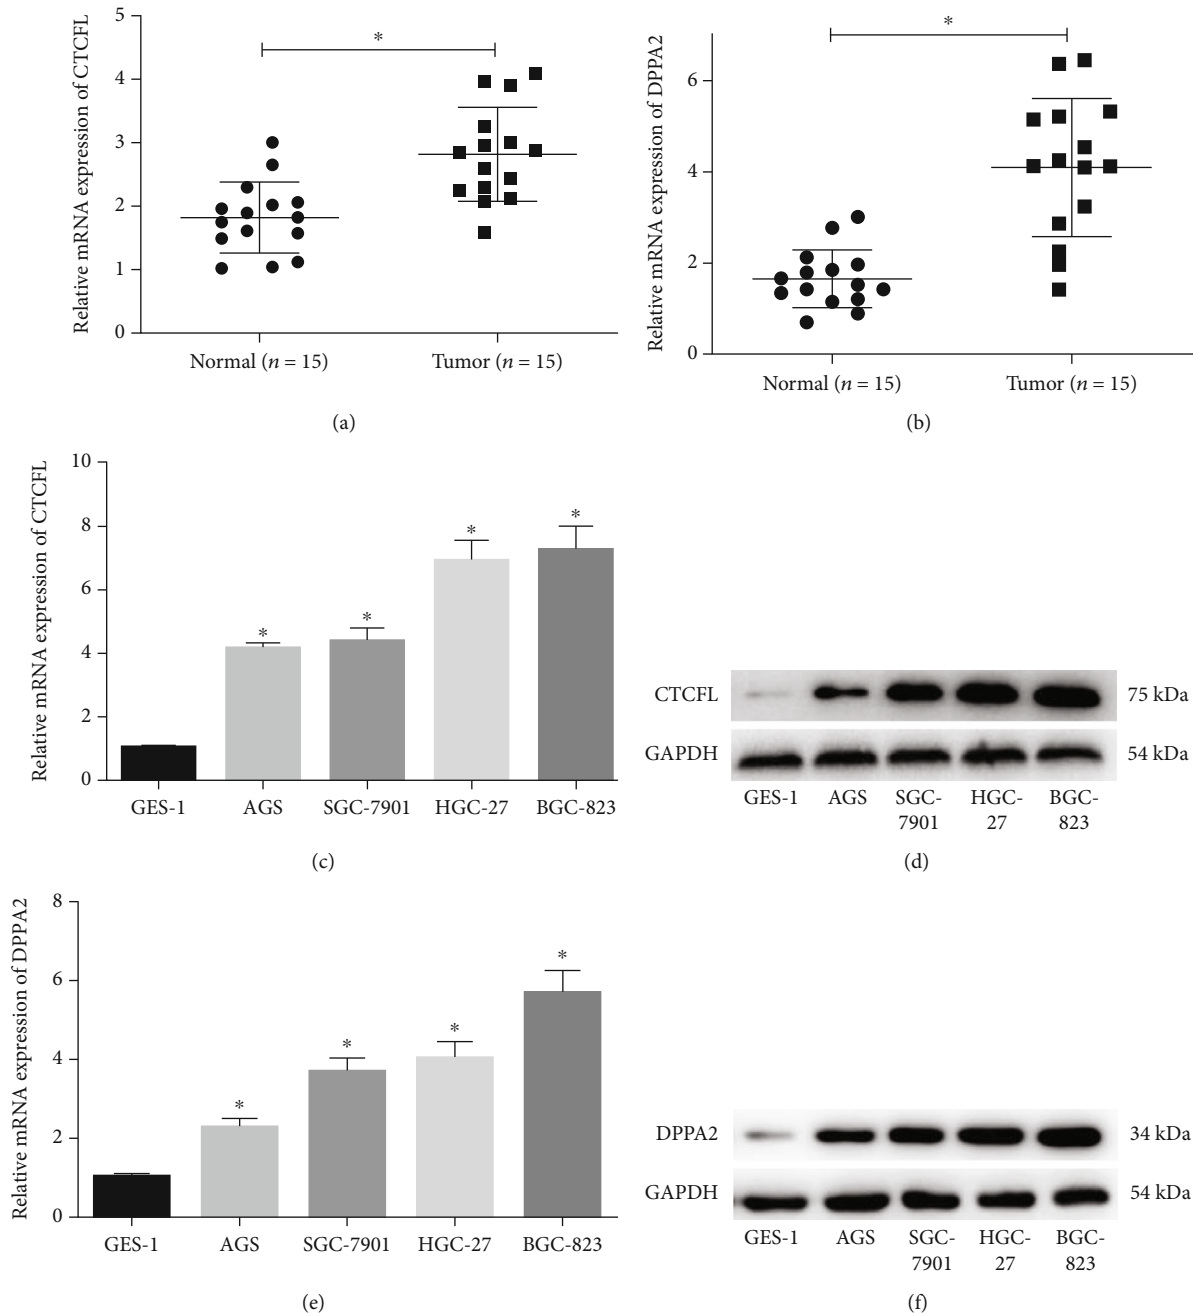 Relative mRNA expression of CTCFL
5
4
3
2
1
0
*
Normal (n = 15)
Tumor (n = 15)
(a)
Relative mRNA expression of DPPA2
6
4
2
0
*
Normal (n = 15)
Tumor (n = 15)
(b)
Relative mRNA expression of CTCFL
10
8
6
4
2
0
*
*
*
*
GES-1
AGS
SGC-7901
HGC-27
BGC-823
(c)
CTCFL
75 kDa
GAPDH
54 kDa
GES-1
AGS
SGC-
7901
HGC-
27
BGC-
823
(d)
Relative mRNA expression of DPPA2
8
6
4
2
0
*
*
*
*
GES-1
AGS
SGC-7901
HGC-27
BGC-823
(e)
DPPA2
34 kDa
GAPDH
54 kDa
GES-1
AGS
SGC-
7901
HGC-
27
BGC-
823
(f)